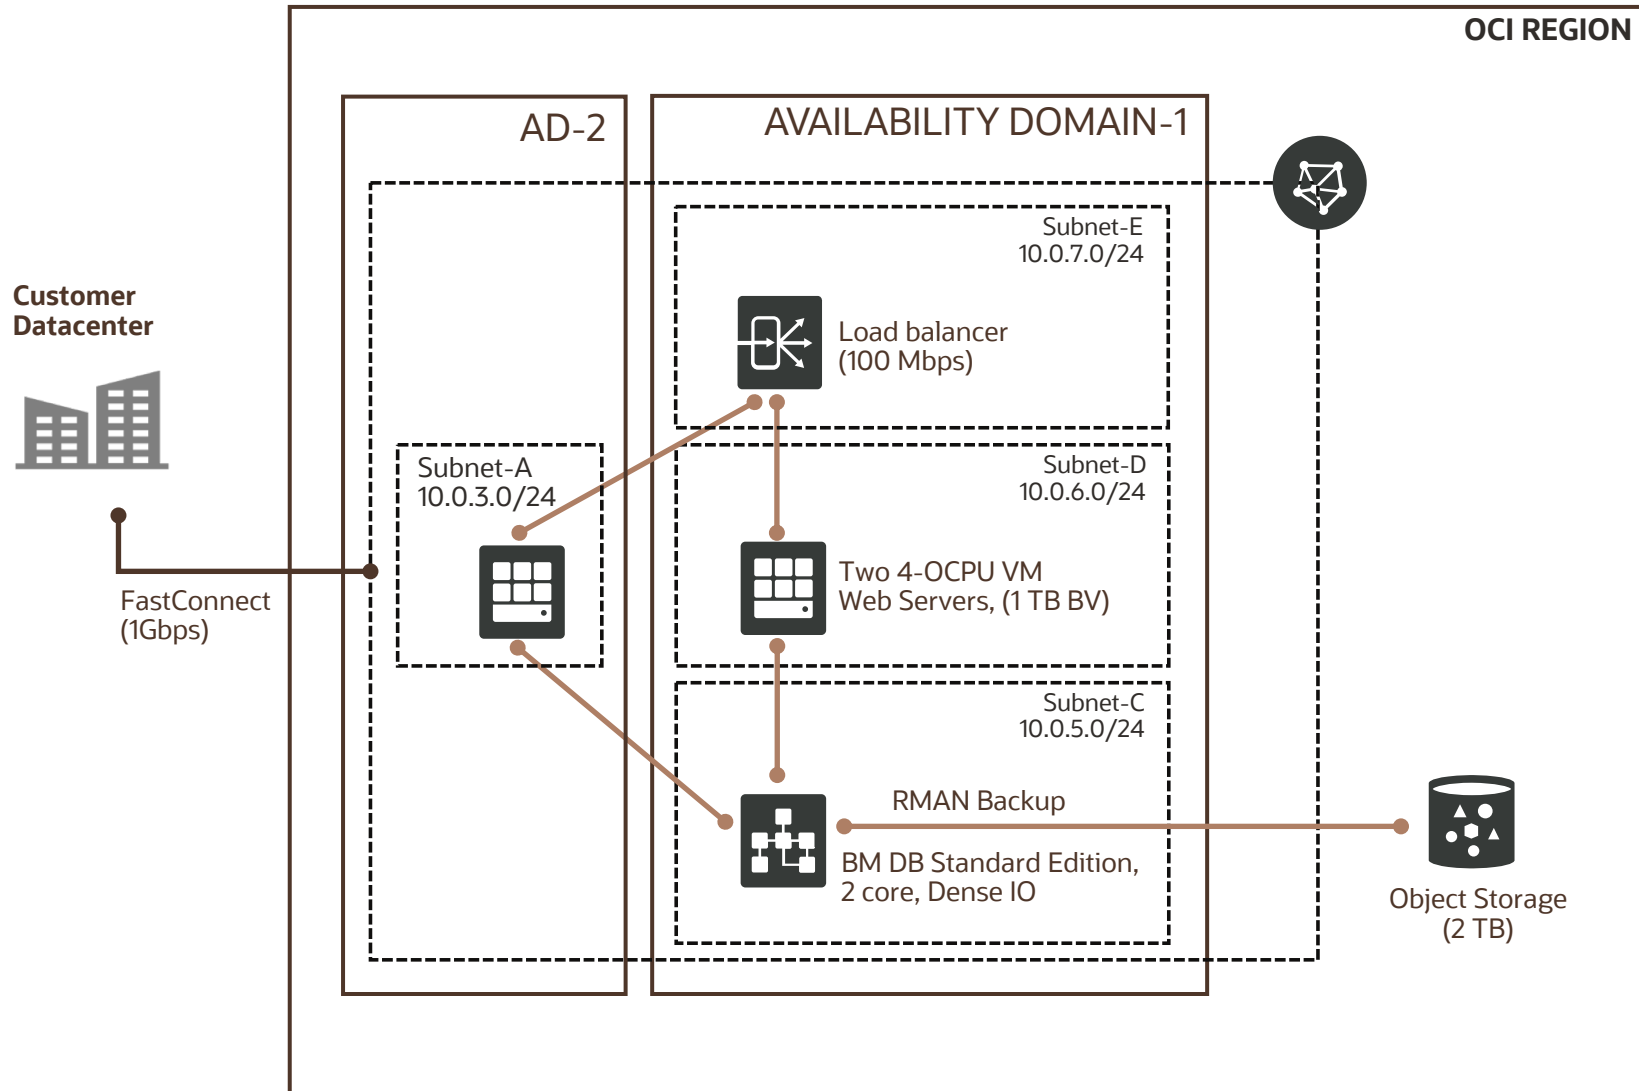 OCI REGION
AD-2
AVAILABILITY DOMAIN-1
Subnet-E
10.0.7.0/24
Customer
Datacenter
Load balancer
(100 Mbps)
Subnet-A
10.0.3.0/24
Subnet-D
10.0.6.0/24
FastConnect
(1Gbps)
Two 4-OCPU VM
Web Servers, (1 TB BV)
Subnet-C
10.0.5.0/24
RMAN Backup
BM DB Standard Edition,
2 core, Dense IO
Object Storage
(2 TB)